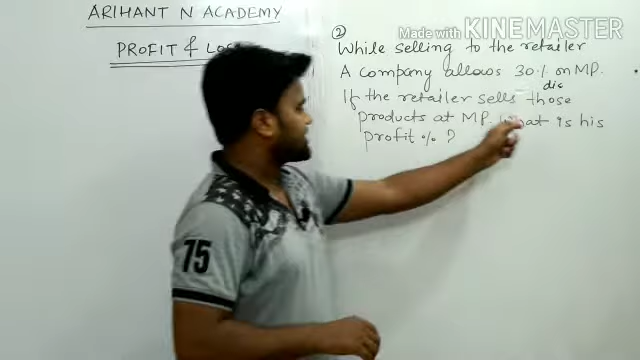 ARIHANT N ACADEMY
PROFIT & LOS
Made with KINEMASTER
②
While selling to the retailer
A company allows 30% on MP.
dis
If the retailer sells those
products at MP. What is his
profit % ?
75